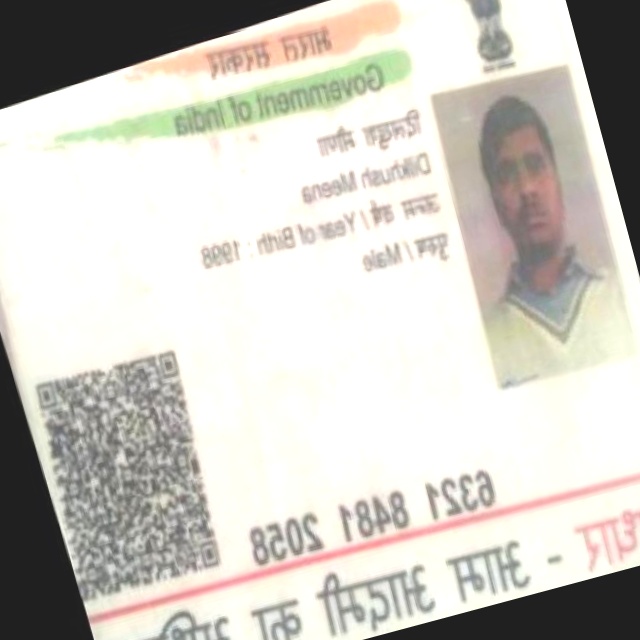 भारत सरकार
Government of India
दिलखुश मीणा
Dilkhush Meena
जन्म वर्ष / Year of Birth : 1998
पुरुष / Male
6321 8481 2058
आधार - आम आदमी का